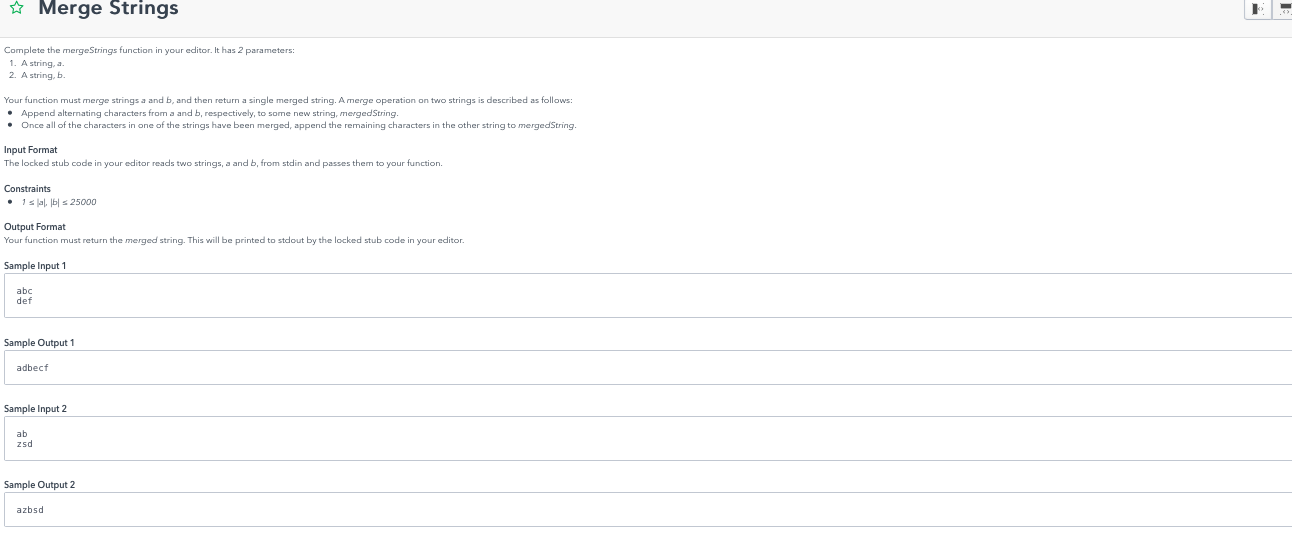 Merge Strings
Complete the mergeStrings function in your editor. It has 2 parameters:
1. A string, a.
2. A string, b.
Your function must merge strings a and b, and then return a single merged string. A merge operation on two strings is described as follows:
• Append alternating characters from a and b, respectively, to some new string, mergedString.
• Once all of the characters in one of the strings have been merged, append the remaining characters in the other string to mergedString.
Input Format
The locked stub code in your editor reads two strings, a and b, from stdin and passes them to your function.
Constraints
• 1 ≤ |a|, |b| ≤ 25000
Output Format
Your function must return the merged string. This will be printed to stdout by the locked stub code in your editor.
Sample Input 1
abc
def
Sample Output 1
adbecf
Sample Input 2
ab
zsd
Sample Output 2
azbsd